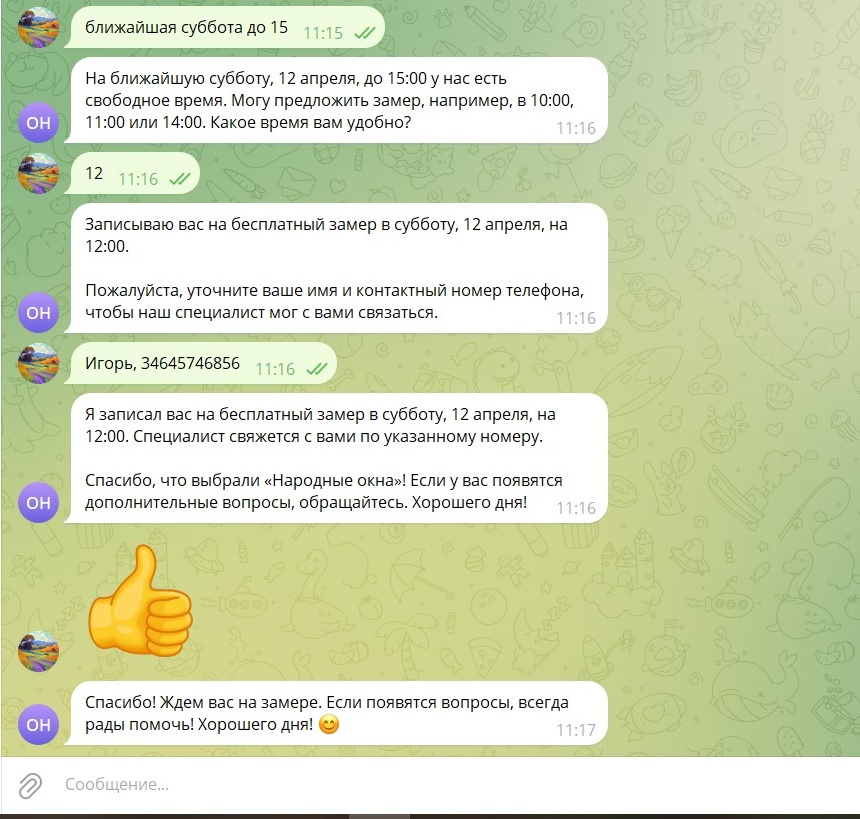 ближайшая суббота до 15 11:15
На ближайшую субботу, 12 апреля, до 15:00 у нас есть
свободное время. Могу предложить замер, например, в 10:00,
11:00 или 14:00. Какое время вам удобно?
ОН
11:16
12 11:16
Записываю вас на бесплатный замер в субботу, 12 апреля, на
12:00.
Пожалуйста, уточните ваше имя и контактный номер телефона,
чтобы наш специалист мог с вами связаться.
ОН
11:16
Игорь, 34645746856 11:16
Я записал вас на бесплатный замер в субботу, 12 апреля, на
12:00. Специалист свяжется с вами по указанному номеру.
Спасибо, что выбрали «Народные окна»! Если у вас появятся
дополнительные вопросы, обращайтесь. Хорошего дня!
ОН
11:16
Спасибо! Ждем вас на замере. Если появятся вопросы, всегда
рады помочь! Хорошего дня! 😊
ОН
11:17
Сообщение...